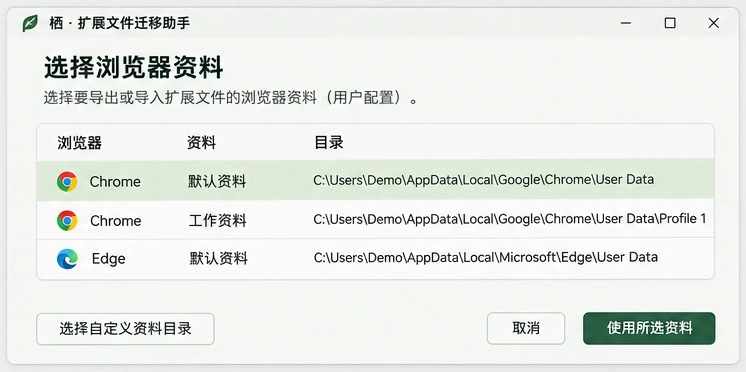 栖 · 扩展文件迁移助手
选择浏览器资料
选择要导出或导入扩展文件的浏览器资料（用户配置）。
浏览器 资料 目录
Chrome 默认资料 C:\Users\Demo\AppData\Local\Google\Chrome\User Data
Chrome 工作资料 C:\Users\Demo\AppData\Local\Google\Chrome\User Data\Profile 1
Edge 默认资料 C:\Users\Demo\AppData\Local\Microsoft\Edge\User Data
选择自定义资料目录 取消 使用所选资料